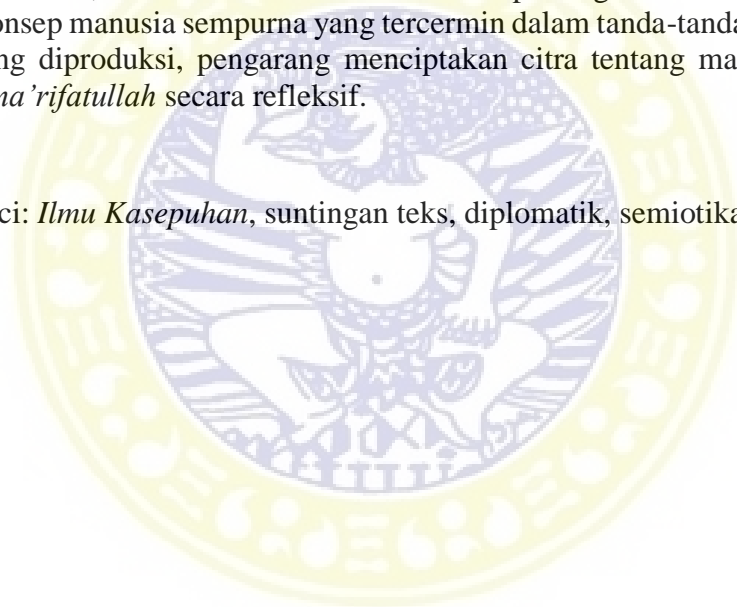 onsep manusia sempurna yang tercermin dalam tanda-tanda
ng diproduksi, pengarang menciptakan citra tentang ma
ma'rifatullah secara refleksif.
ci: Ilmu Kasepuhan, suntingan teks, diplomatik, semiotika